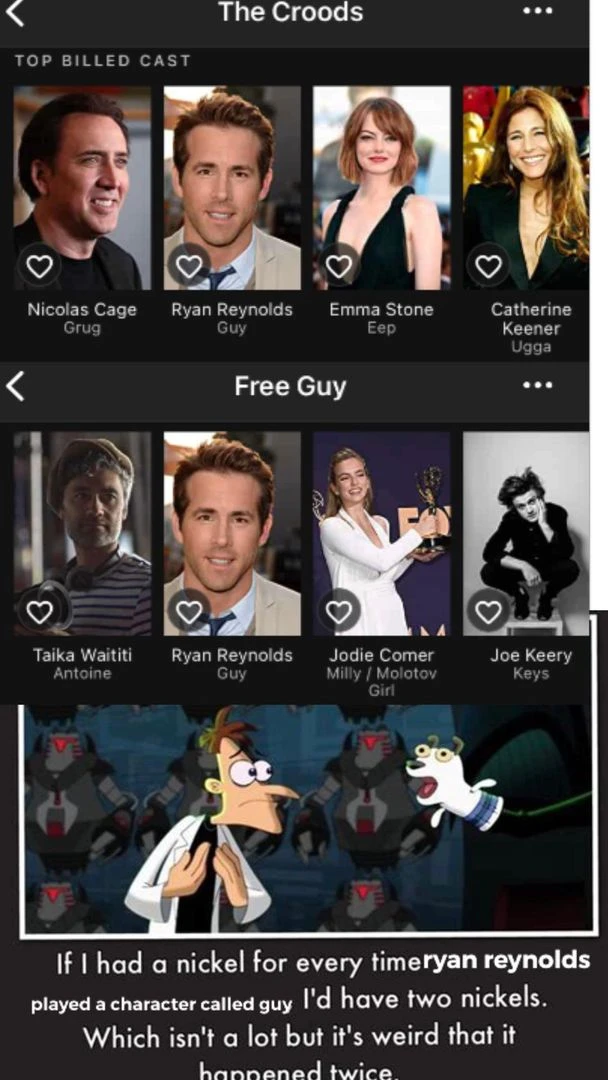 The Croods
TOP BILLED CAST
Nicolas Cage
Grug
Ryan Reynolds
Guy
Emma Stone
Eep
Catherine
Keener
Ugga
Free Guy
Taika Waititi
Antoine
Ryan Reynolds
Guy
Jodie Comer
Milly / Molotov
Girl
Joe Keery
Keys
If I had a nickel for every time ryan reynolds
played a character called guy I'd have two nickels.
Which isn't a lot but it's weird that it
happened twice.